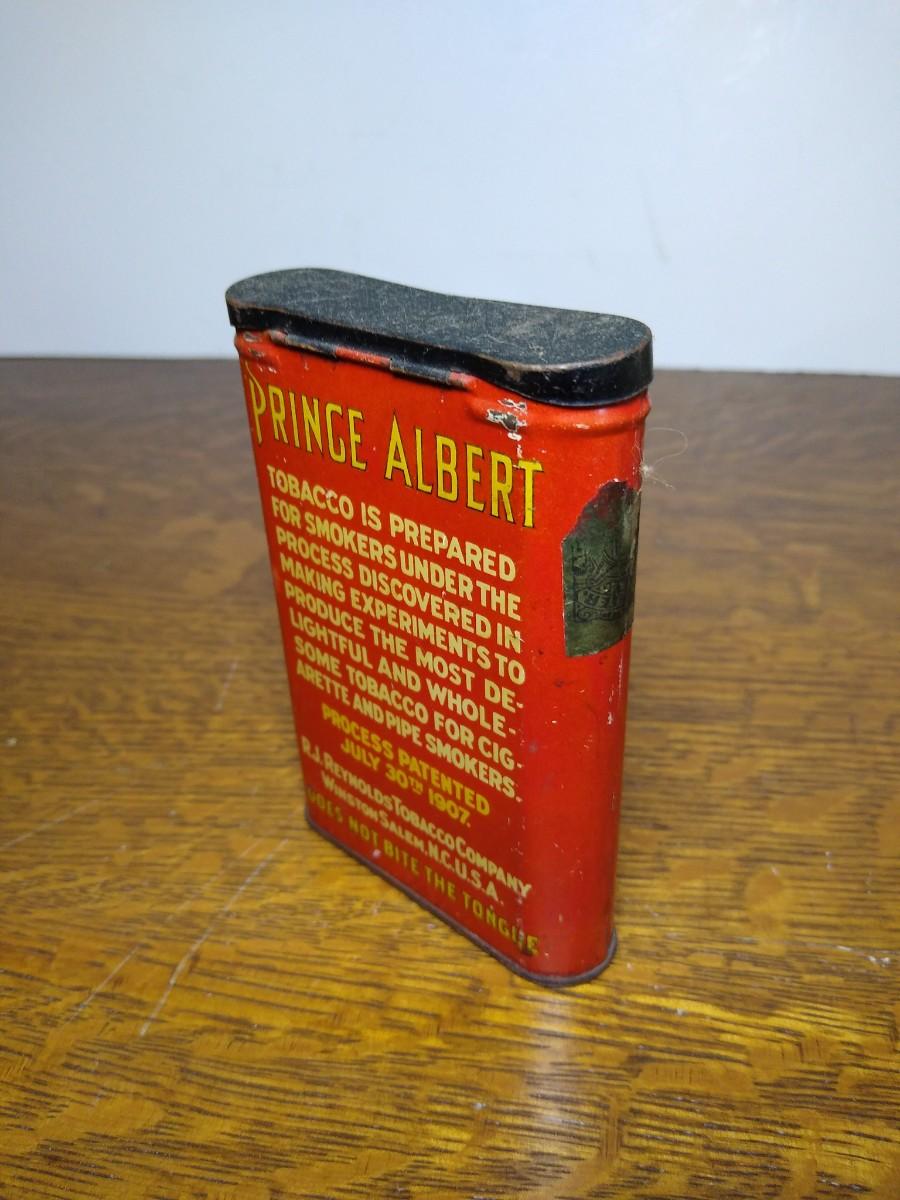 PRINCE ALBERT
TOBACCO IS PREPARED
FOR SMOKERS UNDER THE
PROCESS DISCOVERED IN
MAKING EXPERIMENTS TO
PRODUCE THE MOST DE-
LIGHTFUL AND WHOLE-
SOME TOBACCO FOR CIG-
ARETTE AND PIPE SMOKERS.
PROCESS PATENTED
JULY 30TH 1907.
R.J. REYNOLDS TOBACCO COMPANY
WINSTON SALEM, N.C. U.S.A.
DOES NOT BITE THE TONGUE